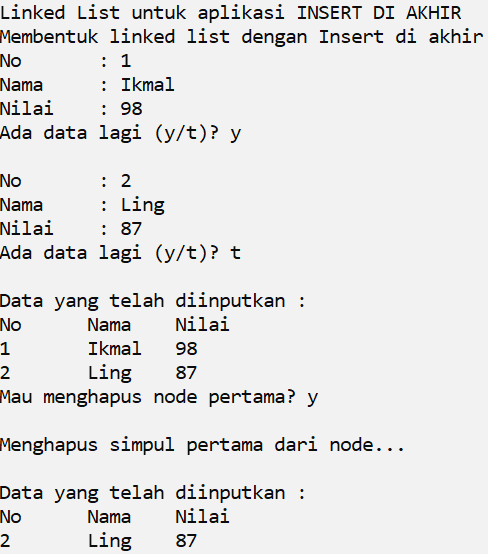 Linked List untuk aplikasi INSERT DI AKHIR
Membentuk linked list dengan Insert di akhir
No      : 1
Nama    : Ikmal
Nilai   : 98
Ada data lagi (y/t)? y
No      : 2
Nama    : Ling
Nilai   : 87
Ada data lagi (y/t)? t
Data yang telah diinputkan :
No      Nama    Nilai
1       Ikmal   98
2       Ling    87
Mau menghapus node pertama? y
Menghapus simpul pertama dari node...
Data yang telah diinputkan :
No      Nama    Nilai
2       Ling    87